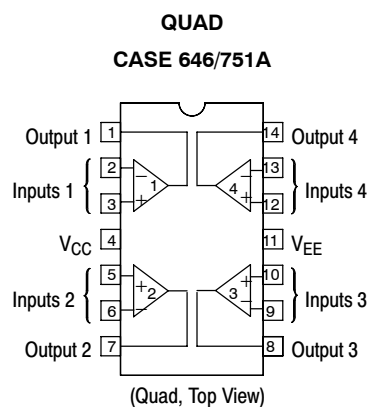 QUAD
CASE 646/751A
Output 1 1 14 Output 4
Inputs 1 2 − 1 4 − 13 Inputs 4
3 + + 12
VCC 4 11 VEE
Inputs 2 5 + 2 3 + 10 Inputs 3
6 − − 9
Output 2 7 8 Output 3
(Quad, Top View)